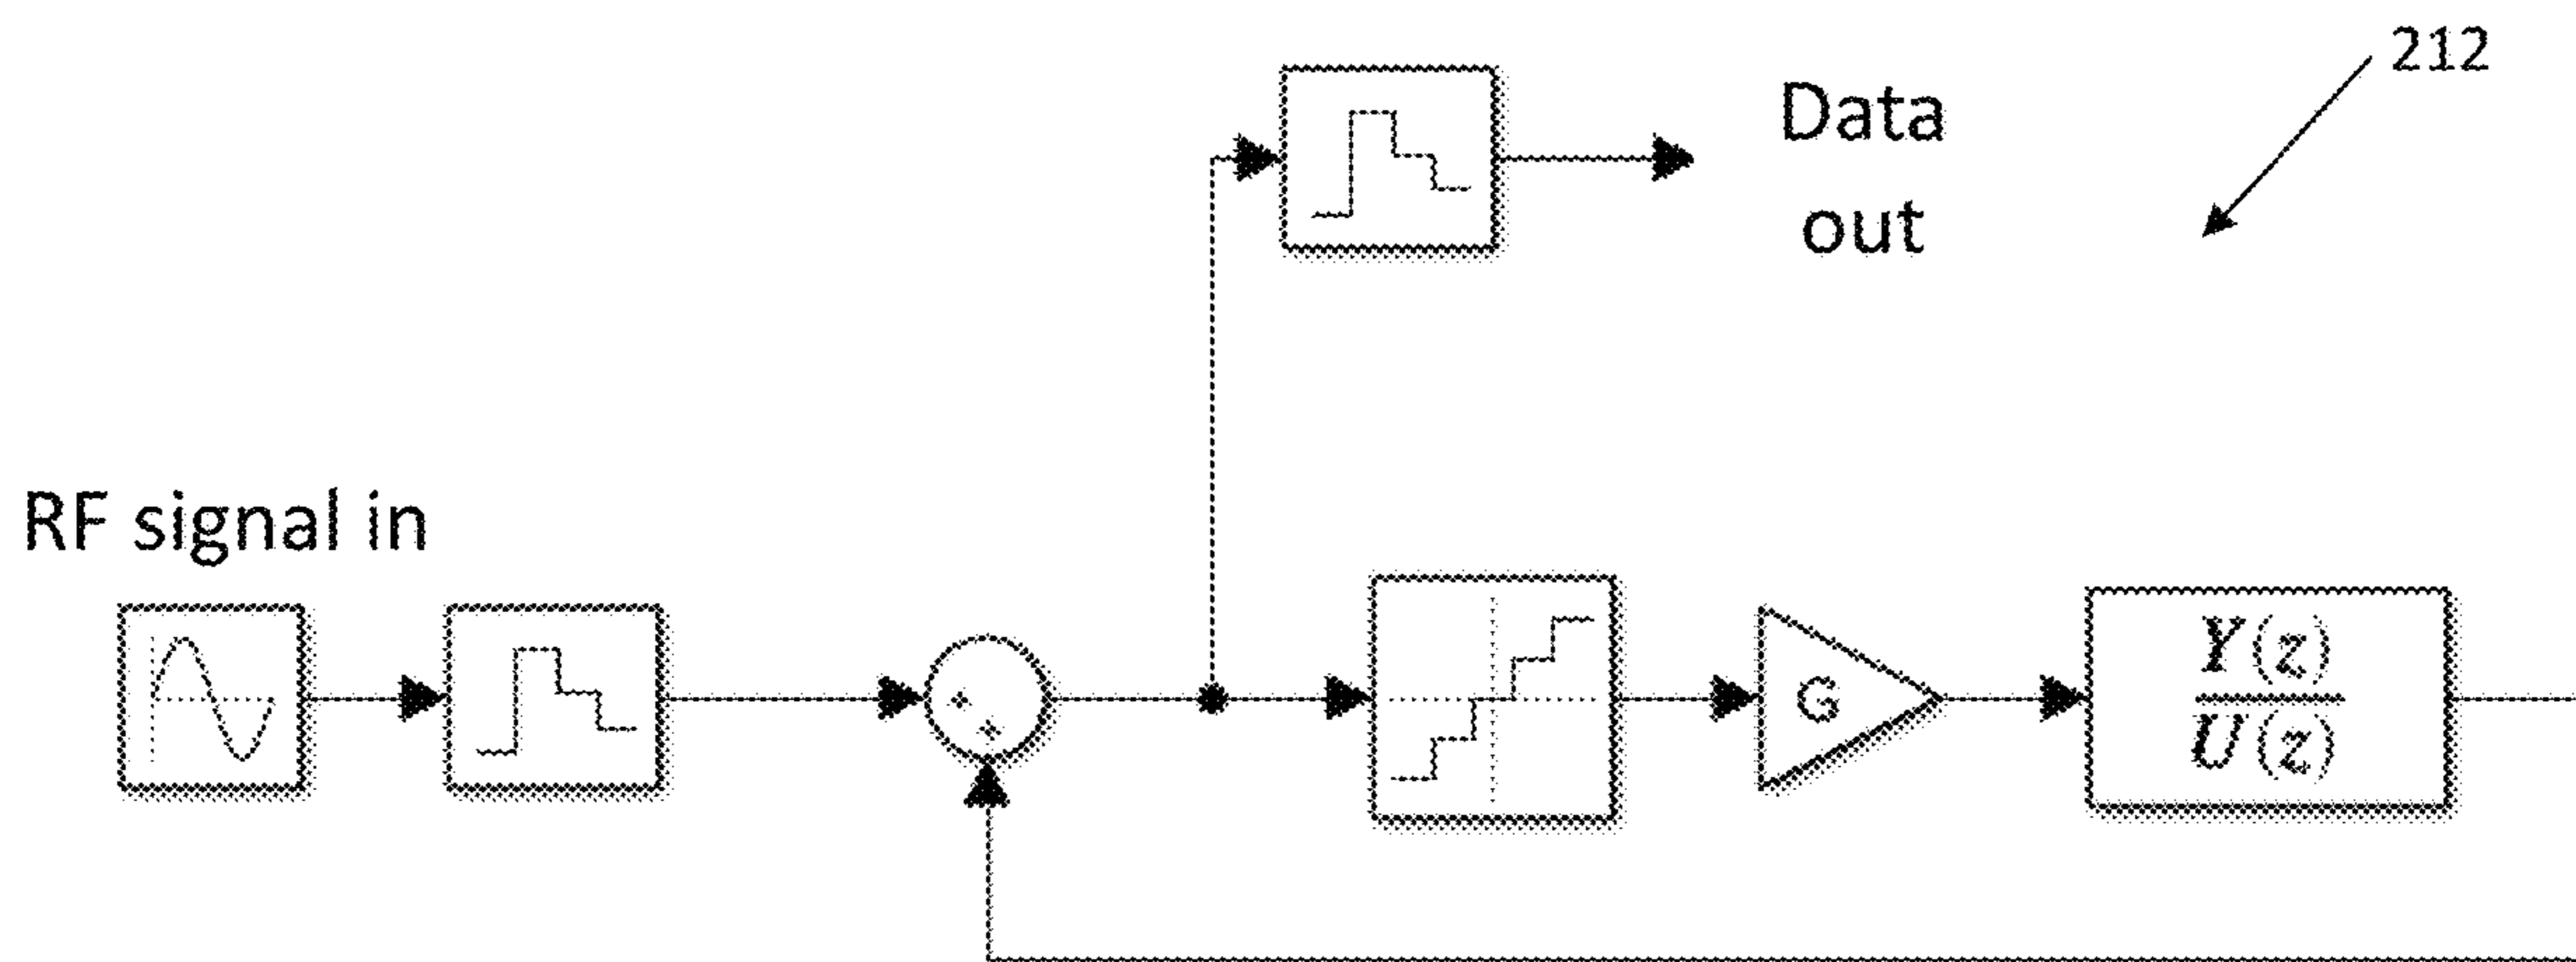 212
Data
out
RF signal in
+
+
G
Y(z)
U(z)